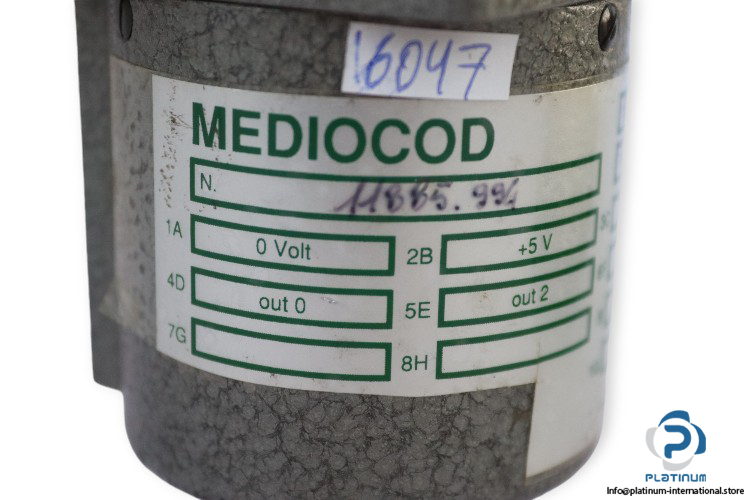 16047
MEDIOCOD
N. 11885.994
1A 0 Volt 2B +5 V
4D out 0 5E out 2
7G 8H
PLATINUM
Info@platinum-international.store